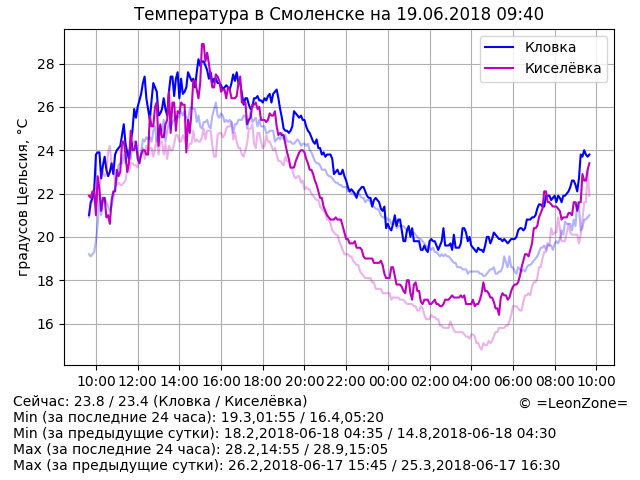 Температура в Смоленске на 19.06.2018 09:40
Кловка
Киселёвка
градусов Цельсия, °C
28
26
24
22
20
18
16
10:00 12:00 14:00 16:00 18:00 20:00 22:00 00:00 02:00 04:00 06:00 08:00 10:00
Сейчас: 23.8 / 23.4 (Кловка / Киселёвка)
© =LeonZone=
Min (за последние 24 часа): 19.3,01:55 / 16.4,05:20
Min (за предыдущие сутки): 18.2,2018-06-18 04:35 / 14.8,2018-06-18 04:30
Max (за последние 24 часа): 28.2,14:55 / 28.9,15:05
Max (за предыдущие сутки): 26.2,2018-06-17 15:45 / 25.3,2018-06-17 16:30